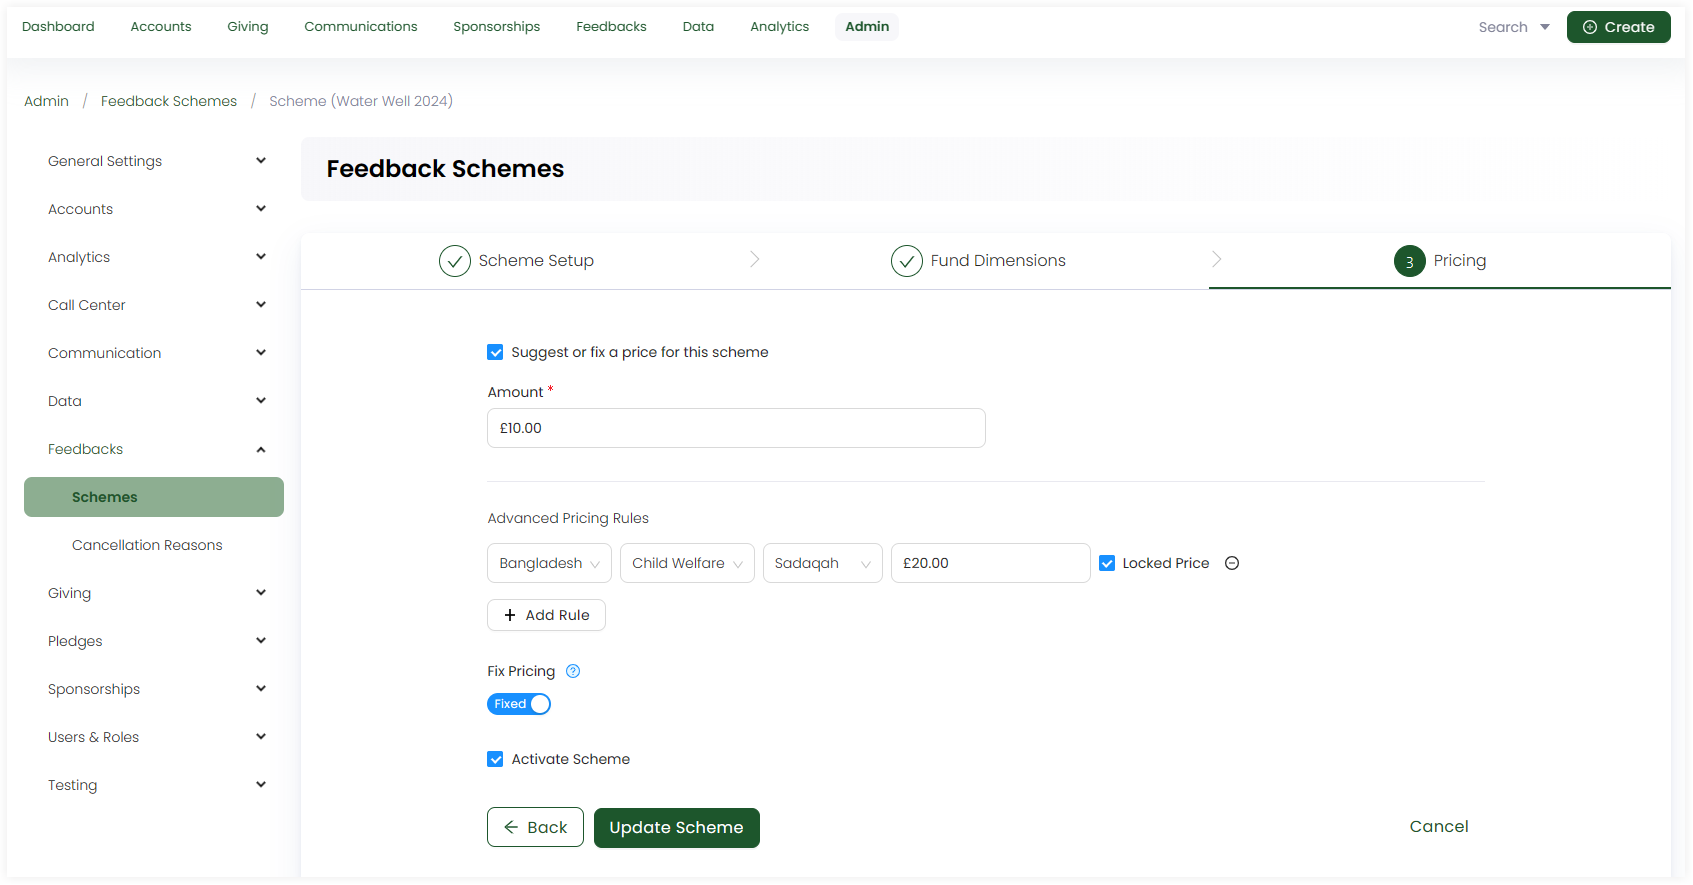 Dashboard Accounts Giving Communications Sponsorships Feedbacks Data Analytics Admin Search Create
Admin / Feedback Schemes / Scheme (Water Well 2024)
General Settings
Accounts
Analytics
Call Center
Communication
Data
Feedbacks
Schemes
Cancellation Reasons
Giving
Pledges
Sponsorships
Users & Roles
Testing
Feedback Schemes
Scheme Setup Fund Dimensions 3 Pricing
Suggest or fix a price for this scheme
Amount *
£10.00
Advanced Pricing Rules
Bangladesh Child Welfare Sadaqah £20.00 Locked Price
+ Add Rule
Fix Pricing ?
Fixed
Activate Scheme
← Back Update Scheme Cancel